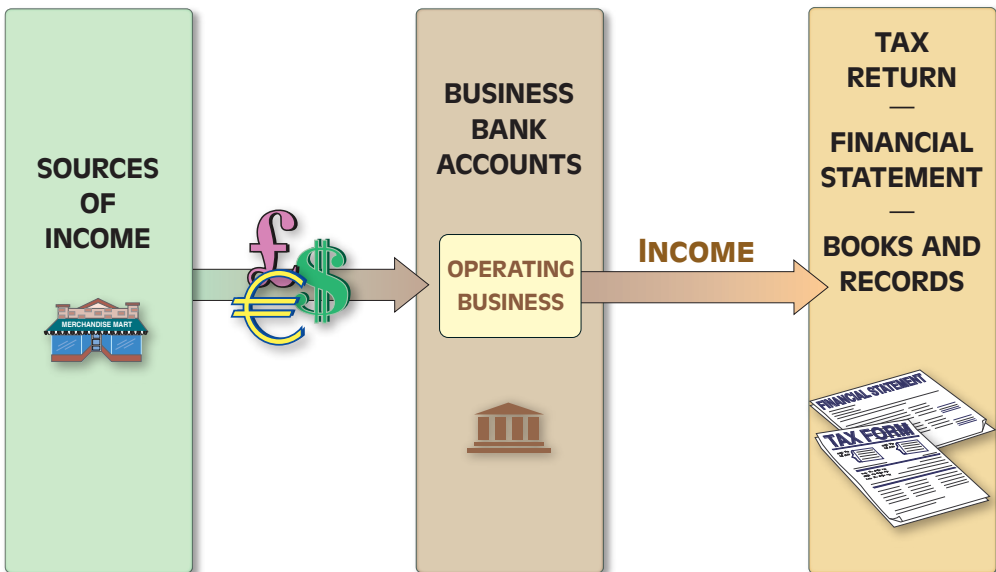 SOURCES
OF
INCOME
MERCHANDISE MART
£
$
€
BUSINESS
BANK
ACCOUNTS
OPERATING
BUSINESS
INCOME
TAX
RETURN
—
FINANCIAL
STATEMENT
—
BOOKS AND
RECORDS
FINANCIAL STATEMENT
TAX FORM